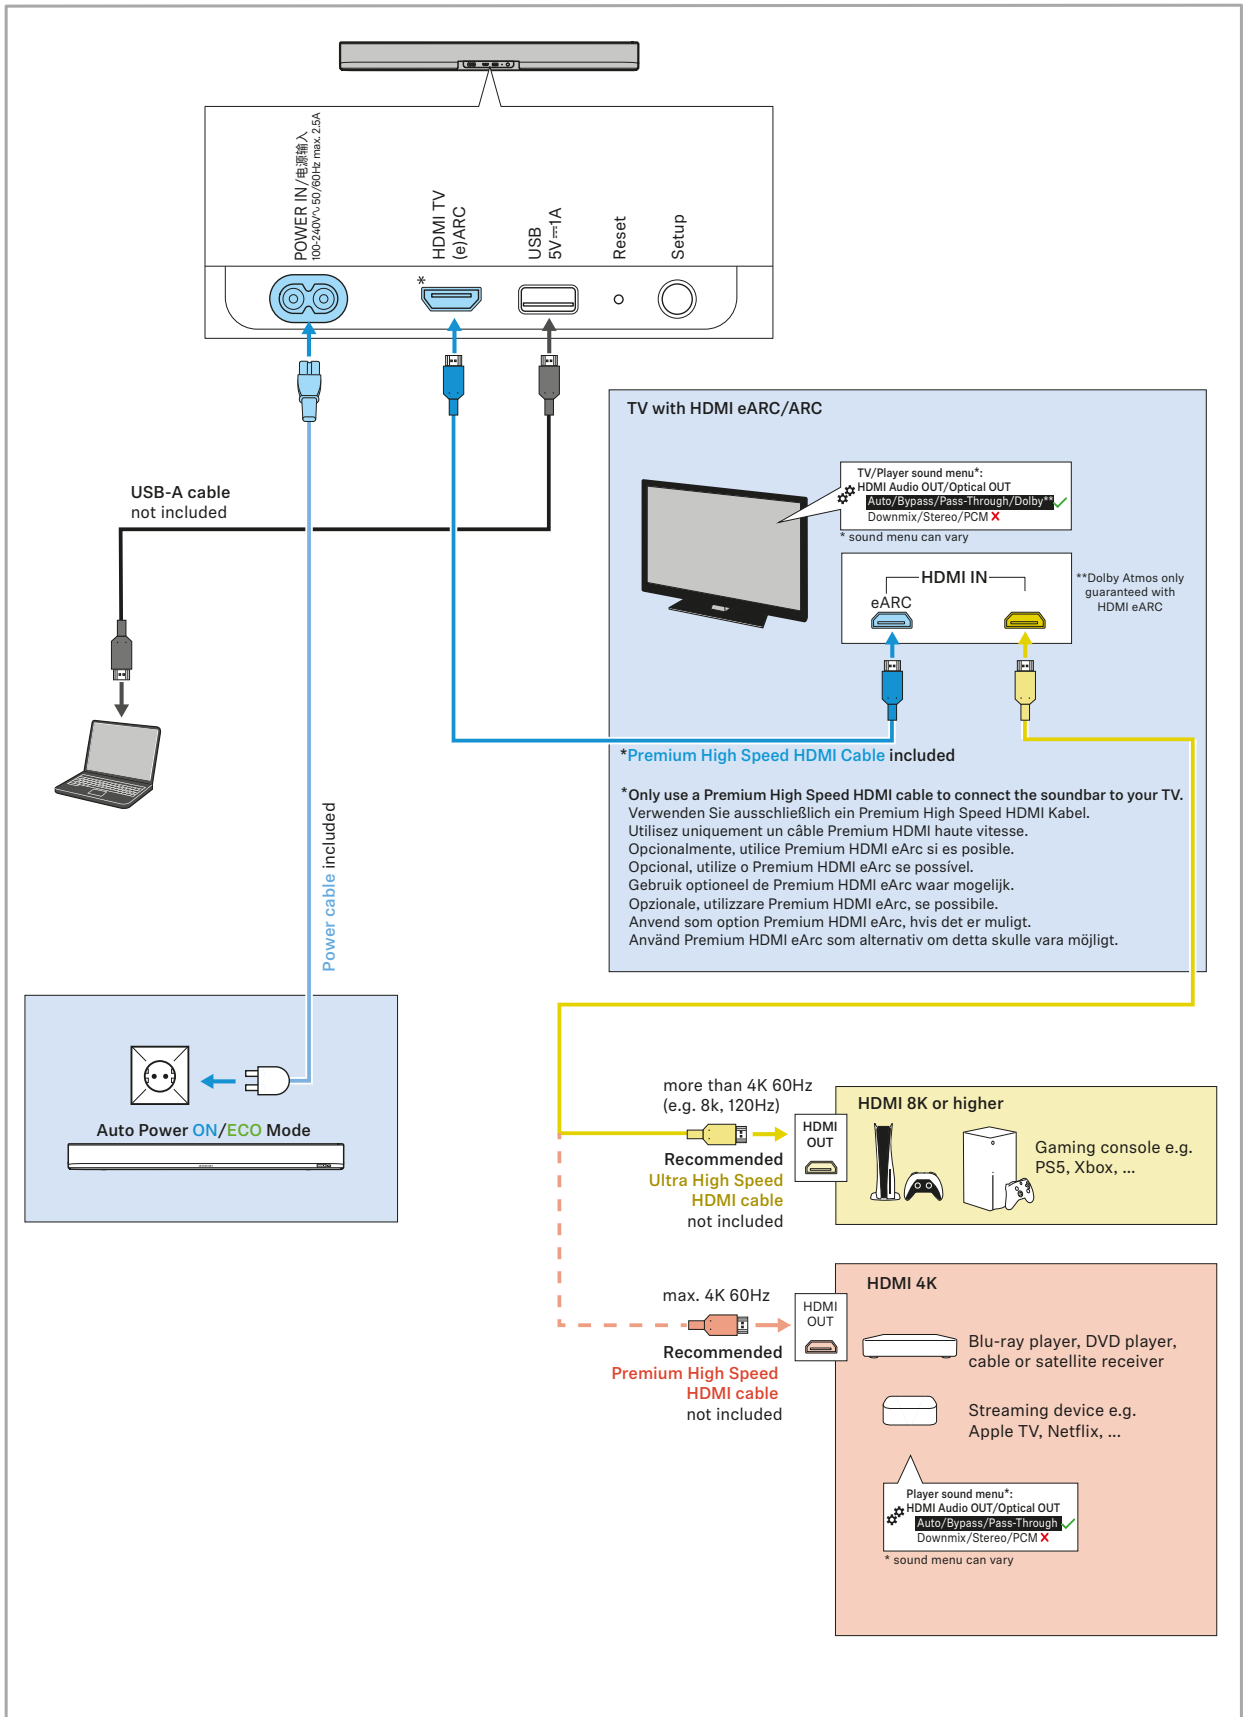 POWER IN/电源输入
100-240V∿ 50/60Hz max. 2.5A
HDMI TV
(e)ARC
USB
5V⎓1A
Reset
Setup
*
USB-A cable
not included
TV with HDMI eARC/ARC
TV/Player sound menu*:
HDMI Audio OUT/Optical OUT
Auto/Bypass/Pass-Through/Dolby**
Downmix/Stereo/PCM
* sound menu can vary
HDMI IN
eARC
**Dolby Atmos only
guaranteed with
HDMI eARC
*Premium High Speed HDMI Cable included
*Only use a Premium High Speed HDMI cable to connect the soundbar to your TV.
Verwenden Sie ausschließlich ein Premium High Speed HDMI Kabel.
Utilisez uniquement un câble Premium HDMI haute vitesse.
Opcionalmente, utilice Premium HDMI eArc si es posible.
Opcional, utilize o Premium HDMI eArc se possível.
Gebruik optioneel de Premium HDMI eArc waar mogelijk.
Opzionale, utilizzare Premium HDMI eArc, se possibile.
Anvend som option Premium HDMI eArc, hvis det er muligt.
Använd Premium HDMI eArc som alternativ om detta skulle vara möjligt.
Power cable included
Auto Power ON/ECO Mode
more than 4K 60Hz
(e.g. 8k, 120Hz)
Recommended
Ultra High Speed
HDMI cable
not included
HDMI
OUT
HDMI 8K or higher
Gaming console e.g.
PS5, Xbox, ...
max. 4K 60Hz
Recommended
Premium High Speed
HDMI cable
not included
HDMI
OUT
HDMI 4K
Blu-ray player, DVD player,
cable or satellite receiver
Streaming device e.g.
Apple TV, Netflix, ...
Player sound menu*:
HDMI Audio OUT/Optical OUT
Auto/Bypass/Pass-Through
Downmix/Stereo/PCM
* sound menu can vary